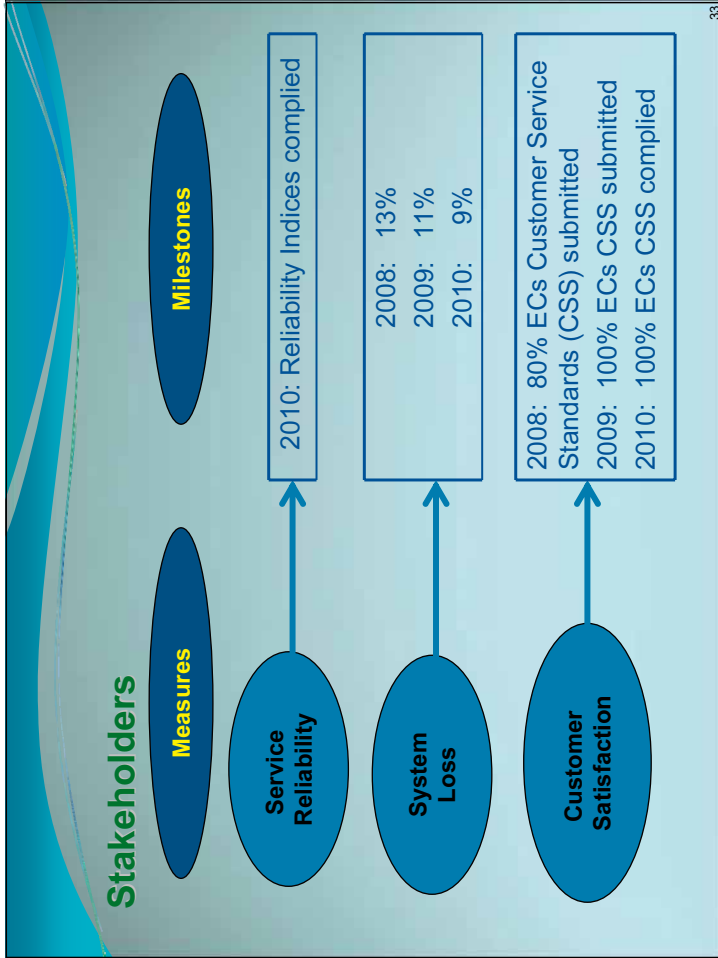 Stakeholders
Measures
Milestones
Service
Reliability
2010: Reliability Indices complied
System
Loss
2008: 13%
2009: 11%
2010: 9%
Customer
Satisfaction
2008: 80% ECs Customer Service
Standards (CSS) submitted
2009: 100% ECs CSS submitted
2010: 100% ECs CSS complied
33